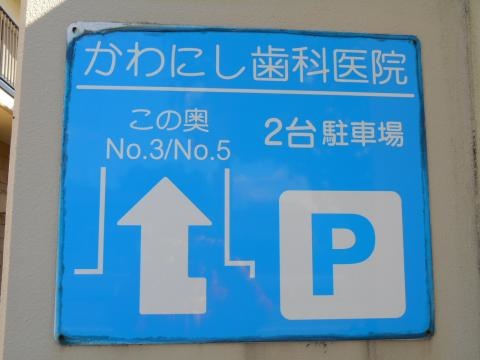 かわにし歯科医院
この奥
No.3/No.5
2台駐車場
P